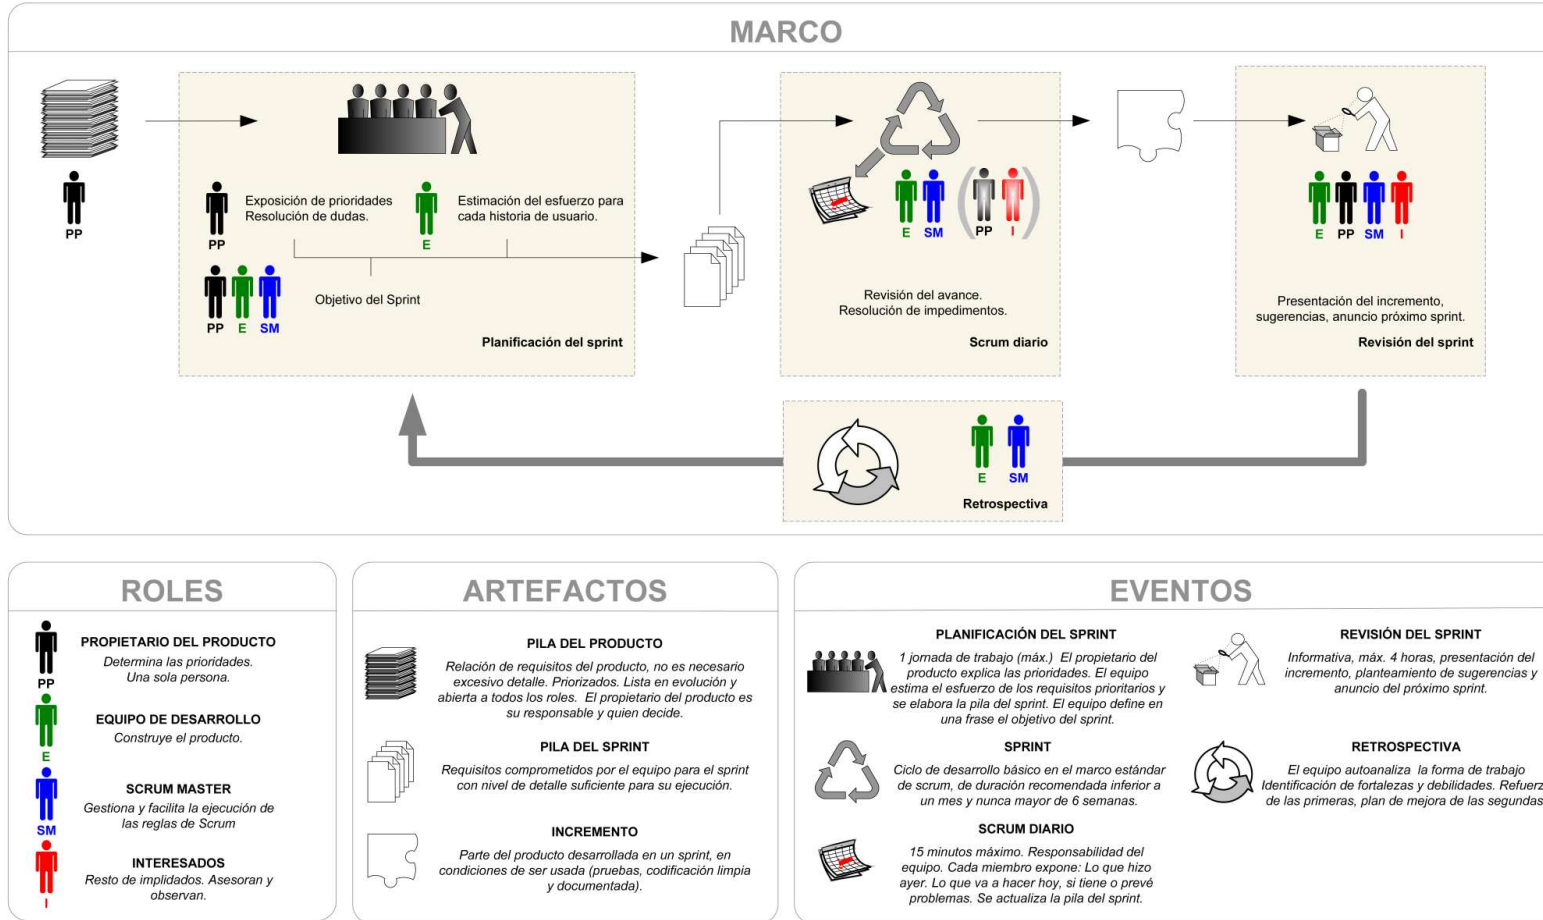 MARCO
PP
PP
Exposición de prioridades
Resolución de dudas.
E
Estimación del esfuerzo para
cada historia de usuario.
PP
E
SM
Objetivo del Sprint
Planificación del sprint
E
SM
PP
I
Revisión del avance.
Resolución de impedimentos.
Scrum diario
E
PP
SM
I
Presentación del incremento,
sugerencias, anuncio próximo sprint.
Revisión del sprint
E
SM
Retrospectiva
ROLES
PROPIETARIO DEL PRODUCTO
Determina las prioridades.
Una sola persona.
PP
EQUIPO DE DESARROLLO
Construye el producto.
E
SCRUM MASTER
Gestiona y facilita la ejecución de
las reglas de Scrum
SM
INTERESADOS
Resto de implidados. Asesoran y
observan.
I
ARTEFACTOS
PILA DEL PRODUCTO
Relación de requisitos del producto, no es necesario
excesivo detalle. Priorizados. Lista en evolución y
abierta a todos los roles. El propietario del producto es
su responsable y quien decide.
PILA DEL SPRINT
Requisitos comprometidos por el equipo para el sprint
con nivel de detalle suficiente para su ejecución.
INCREMENTO
Parte del producto desarrollada en un sprint, en
condiciones de ser usada (pruebas, codificación limpia
y documentada).
EVENTOS
PLANIFICACIÓN DEL SPRINT
1 jornada de trabajo (máx.) El propietario del
producto explica las prioridades. El equipo
estima el esfuerzo de los requisitos prioritarios y
se elabora la pila del sprint. El equipo define en
una frase el objetivo del sprint.
SPRINT
Ciclo de desarrollo básico en el marco estándar
de scrum, de duración recomendada inferior a
un mes y nunca mayor de 6 semanas.
SCRUM DIARIO
15 minutos máximo. Responsabilidad del
equipo. Cada miembro expone: Lo que hizo
ayer. Lo que va a hacer hoy, si tiene o prevé
problemas. Se actualiza la pila del sprint.
REVISIÓN DEL SPRINT
Informativa, máx. 4 horas, presentación del
incremento, planteamiento de sugerencias y
anuncio del próximo sprint.
RETROSPECTIVA
El equipo autoanaliza la forma de trabajo
Identificación de fortalezas y debilidades. Refuerz
de las primeras, plan de mejora de las segundas